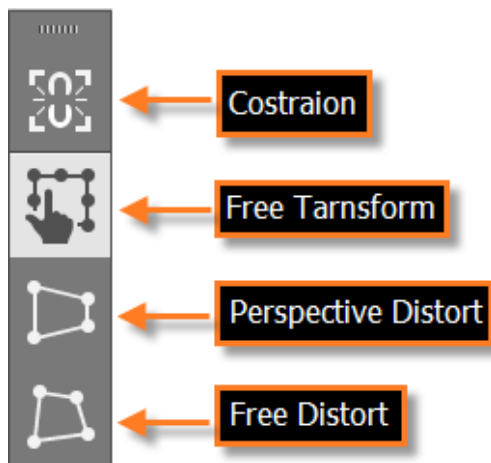 Costraion
Free Tarnsform
Perspective Distort
Free Distort